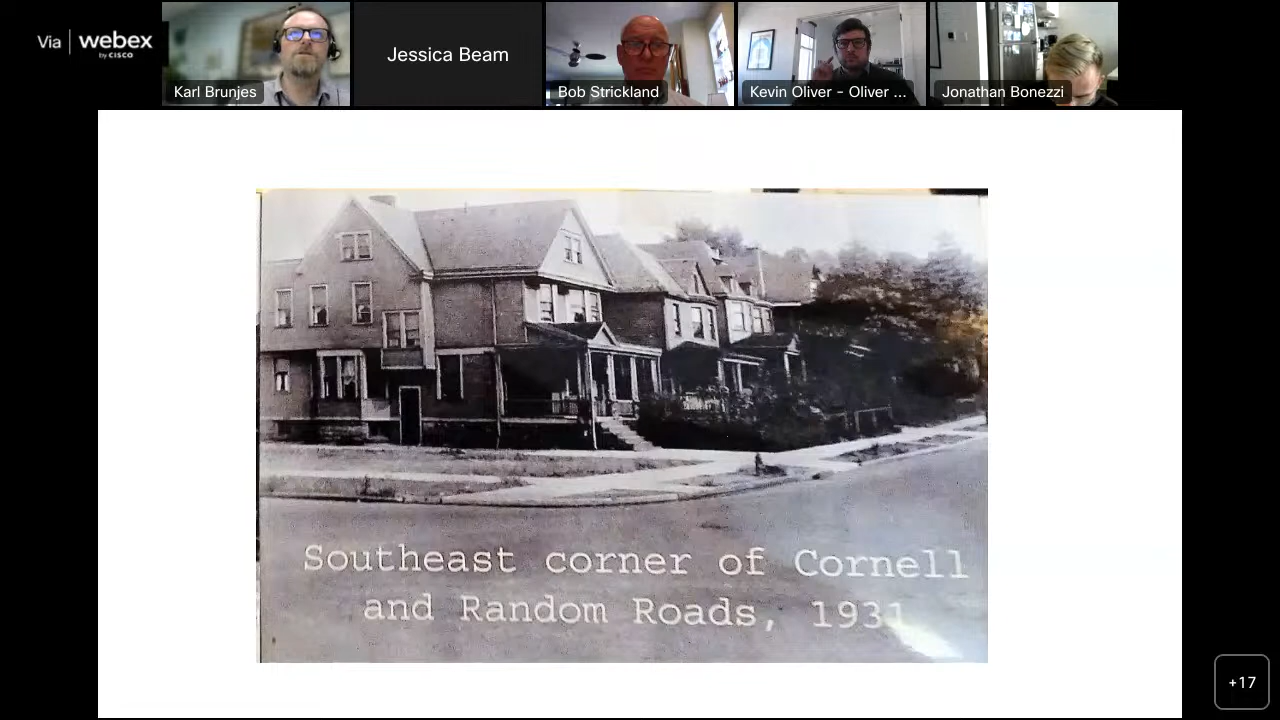 Via
webex
by CISCO
Karl Brunjes
Jessica Beam
Bob Strickland
Kevin Oliver - Oliver ...
Jonathan Bonezzi
Southeast corner of Cornell
and Random Roads, 1931
+17